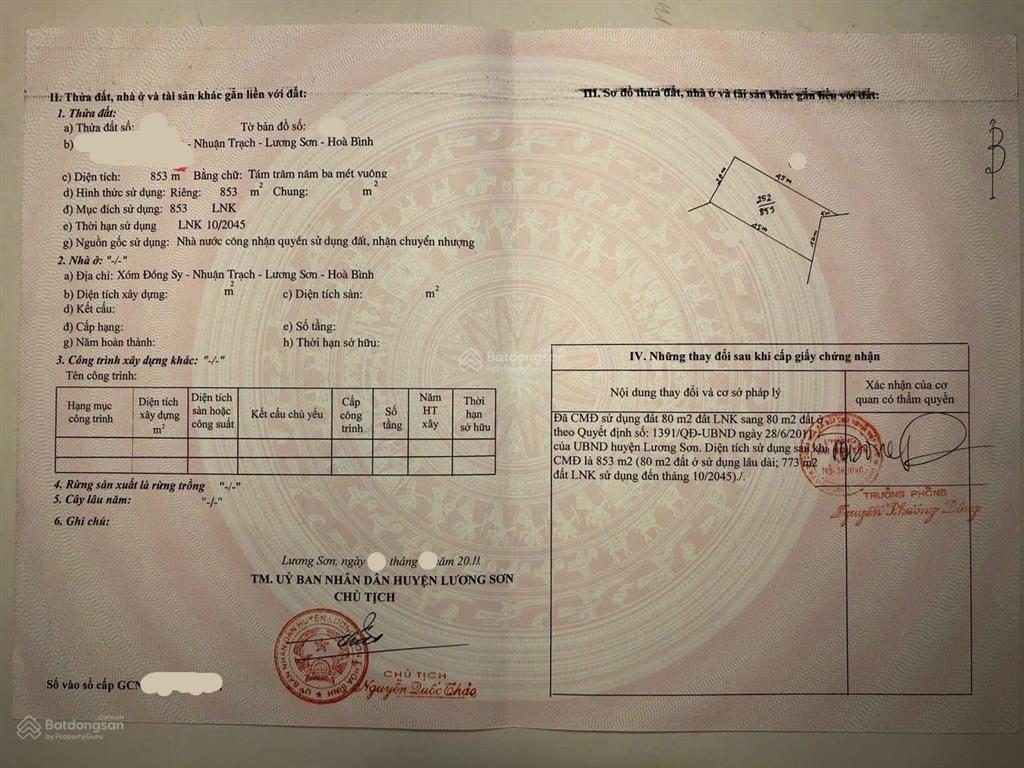 II. Thửa đất, nhà ở và tài sản khác gắn liền với đất:
1. Thửa đất:
a) Thửa đất số: Tờ bản đồ số:
b) - Nhuận Trạch - Lương Sơn - Hoà Bình
c) Diện tích: 853 m² Bằng chữ: Tám trăm năm ba mét vuông
d) Hình thức sử dụng: Riêng: 853 m² Chung: m²
đ) Mục đích sử dụng: 853 LNK
e) Thời hạn sử dụng LNK 10/2045
g) Nguồn gốc sử dụng: Nhà nước công nhận quyền sử dụng đất, nhận chuyển nhượng
2. Nhà ở: "-/-"
a) Địa chỉ: Xóm Đồng Sy - Nhuận Trạch - Lương Sơn - Hoà Bình
b) Diện tích xây dựng: m² c) Diện tích sàn: m²
d) Kết cấu:
đ) Cấp hạng: e) Số tầng:
g) Năm hoàn thành: h) Thời hạn sở hữu:
3. Công trình xây dựng khác: "-/-"
Tên công trình:
Hạng mục công trình
Diện tích xây dựng m²
Diện tích sàn hoặc công suất
Kết cấu chủ yếu
Cấp công trình
Số tầng
Năm HT xây
Thời hạn sở hữu
4. Rừng sản xuất là rừng trồng "-/-"
5. Cây lâu năm: "-/-"
6. Ghi chú:
Lương Sơn, ngày tháng năm 2011
TM. UỶ BAN NHÂN DÂN HUYỆN LƯƠNG SƠN
CHỦ TỊCH
CHỦ TỊCH
Nguyễn Quốc Thảo
Số vào sổ cấp GCN
III. Sơ đồ thửa đất, nhà ở và tài sản khác gắn liền với đất:
B
45m
252
853
45m
IV. Những thay đổi sau khi cấp giấy chứng nhận
Nội dung thay đổi và cơ sở pháp lý
Xác nhận của cơ
quan có thẩm quyền
Đã CMĐ sử dụng đất 80 m2 đất LNK sang 80 m2 đất ở
theo Quyết định số: 1391/QĐ-UBND ngày 28/6/2011
của UBND huyện Lương Sơn. Diện tích sử dụng sau khi
CMĐ là 853 m2 (80 m2 đất ở sử dụng lâu dài; 773 m2
đất LNK sử dụng đến tháng 10/2045)./.
TRƯỞNG PHÒNG
Nguyễn Phương Đông
Batdongsan
Batdongsan
.com.vn
by PropertyGuru